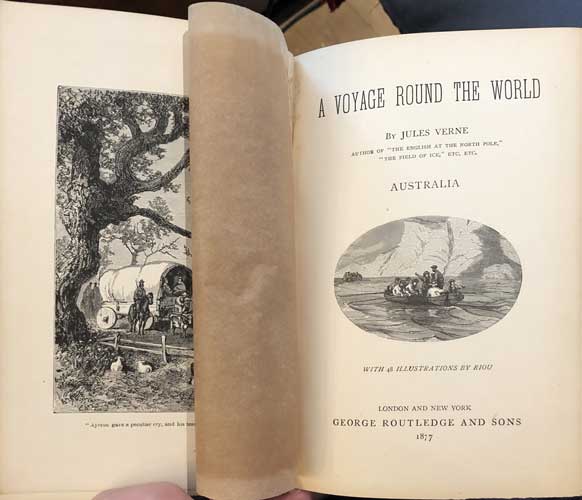 "Ayrton gave a peculiar cry, and his
A VOYAGE ROUND THE WORLD
By JULES VERNE
AUTHOR OF "THE ENGLISH AT THE NORTH POLE,"
"THE FIELD OF ICE," ETC, ETC.
AUSTRALIA
WITH 48 ILLUSTRATIONS BY RIOU
LONDON AND NEW YORK
GEORGE ROUTLEDGE AND SONS
1877